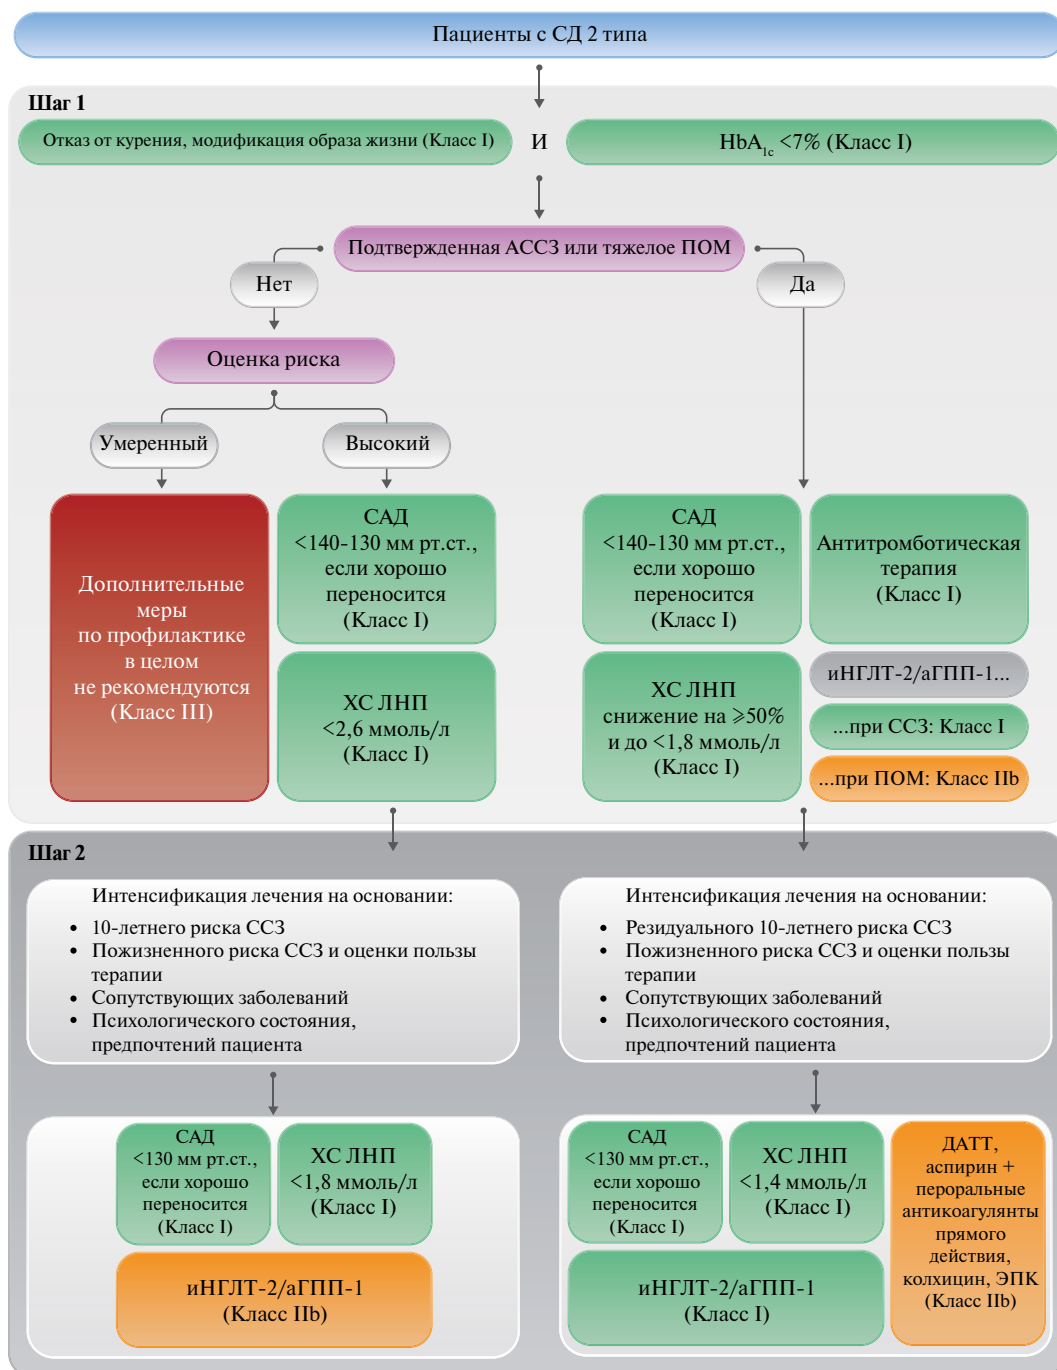 Пациенты с СД 2 типа
Шаг 1
Отказ от курения, модификация образа жизни (Класс I)
И
HbA1c <7% (Класс I)
Подтвержденная АССЗ или тяжелое ПОМ
Нет
Да
Оценка риска
Умеренный
Высокий
Дополнительные
меры
по профилактике
в целом
не рекомендуются
(Класс III)
САД
<140-130 мм рт.ст.,
если хорошо
переносится
(Класс I)
ХС ЛНП
<2,6 ммоль/л
(Класс I)
САД
<140-130 мм рт.ст.,
если хорошо
переносится
(Класс I)
ХС ЛНП
снижение на ⩾50%
и до <1,8 ммоль/л
(Класс I)
Антитромботическая
терапия
(Класс I)
иНГЛТ-2/аГПП-1...
...при ССЗ: Класс I
...при ПОМ: Класс IIb
Шаг 2
Интенсификация лечения на основании:
• 10-летнего риска ССЗ
• Пожизненного риска ССЗ и оценки пользы
терапии
• Сопутствующих заболеваний
• Психологического состояния,
предпочтений пациента
Интенсификация лечения на основании:
• Резидуального 10-летнего риска ССЗ
• Пожизненного риска ССЗ и оценки пользы
терапии
• Сопутствующих заболеваний
• Психологического состояния,
предпочтений пациента
САД
<130 мм рт.ст.,
если хорошо
переносится
(Класс I)
ХС ЛНП
<1,8 ммоль/л
(Класс I)
иНГЛТ-2/аГПП-1
(Класс IIb)
САД
<130 мм рт.ст.,
если хорошо
переносится
(Класс I)
ХС ЛНП
<1,4 ммоль/л
(Класс I)
иНГЛТ-2/аГПП-1
(Класс I)
ДАТТ,
аспирин +
пероральные
антикоагулянты
прямого
действия,
колхицин, ЭПК
(Класс IIb)